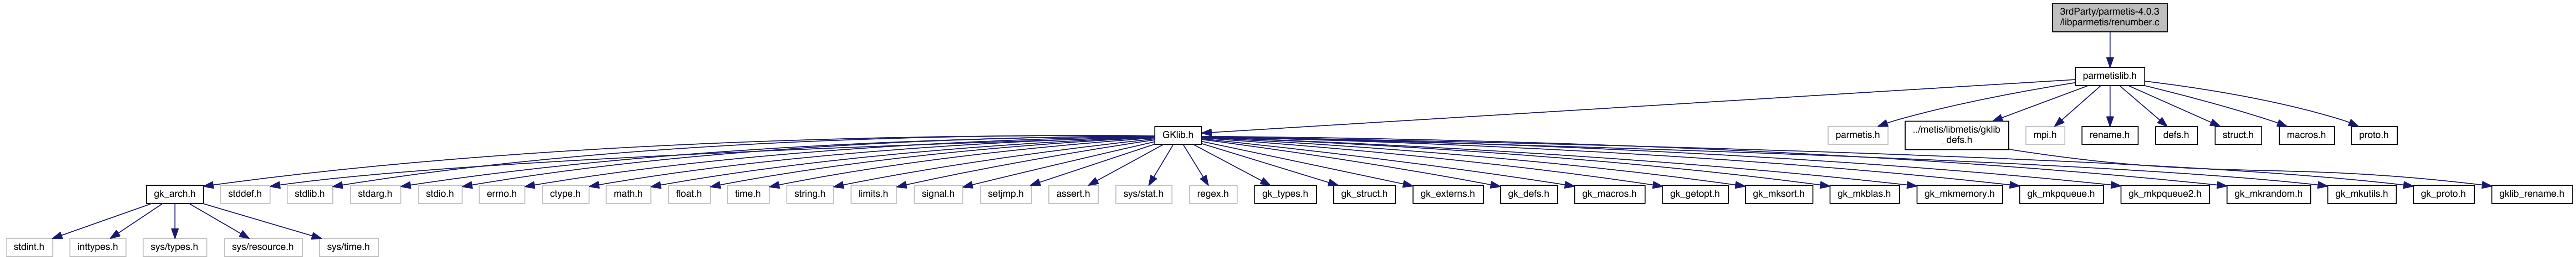 3rdParty/parmetis-4.0.3
/libparmetis/renumber.c
parmetislib.h
GKlib.h
parmetis.h
../metis/libmetis/gklib
_defs.h
mpi.h
rename.h
defs.h
struct.h
macros.h
proto.h
gk_arch.h
stddef.h
stdlib.h
stdarg.h
stdio.h
errno.h
ctype.h
math.h
float.h
time.h
string.h
limits.h
signal.h
setjmp.h
assert.h
sys/stat.h
regex.h
gk_types.h
gk_struct.h
gk_externs.h
gk_defs.h
gk_macros.h
gk_getopt.h
gk_mksort.h
gk_mkblas.h
gk_mkmemory.h
gk_mkpqueue.h
gk_mkpqueue2.h
gk_mkrandom.h
gk_mkutils.h
gk_proto.h
gklib_rename.h
stdint.h
inttypes.h
sys/types.h
sys/resource.h
sys/time.h